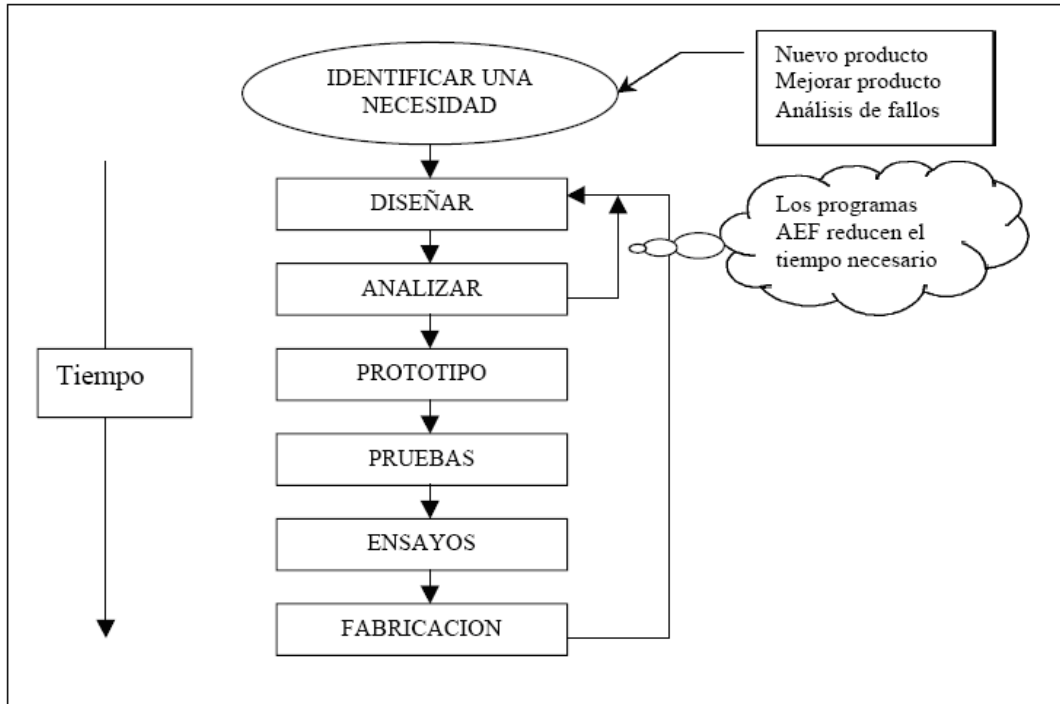 IDENTIFICAR UNA
NECESIDAD
Nuevo producto
Mejorar producto
Análisis de fallos
DISEÑAR
Los programas
AEF reducen el
tiempo necesario
ANALIZAR
Tiempo
PROTOTIPO
PRUEBAS
ENSAYOS
FABRICACION